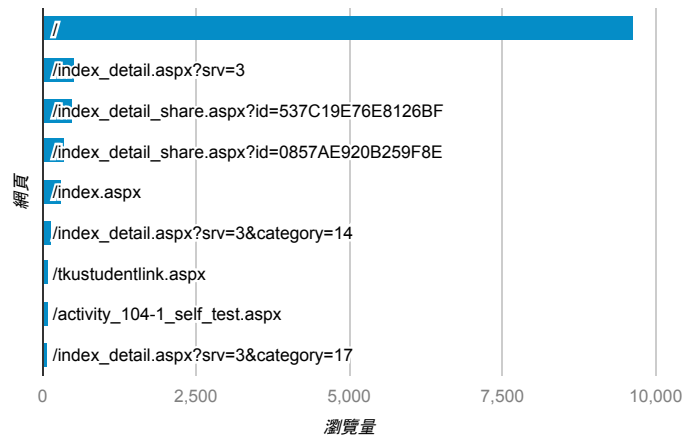 /
/index_detail.aspx?srv=3
/index_detail_share.aspx?id=537C19E76E8126BF
/index_detail_share.aspx?id=0857AE920B259F8E
/index.aspx
/index_detail.aspx?srv=3&category=14
/tkustudentlink.aspx
/activity_104-1_self_test.aspx
/index_detail.aspx?srv=3&category=17
網頁
0 2,500 5,000 7,500 10,000
瀏覽量